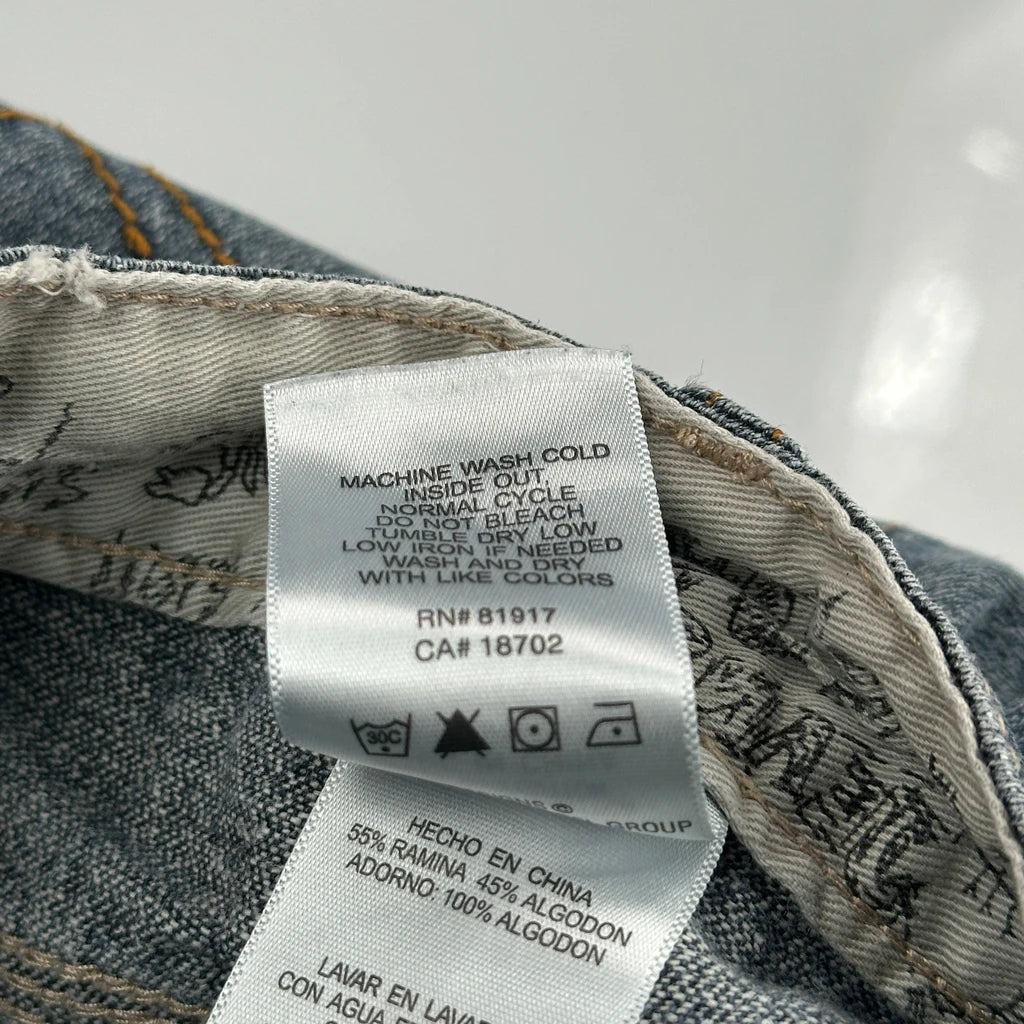 MACHINE WASH COLD
INSIDE OUT
NORMAL CYCLE
DO NOT BLEACH
TUMBLE DRY LOW
LOW IRON IF NEEDED
WASH AND DRY
WITH LIKE COLORS
RN# 81917
CA# 18702
30C
GROUP
HECHO EN CHINA
55% RAMINA 45% ALGODON
ADORNO: 100% ALGODON
LAVAR EN
CON AGUA